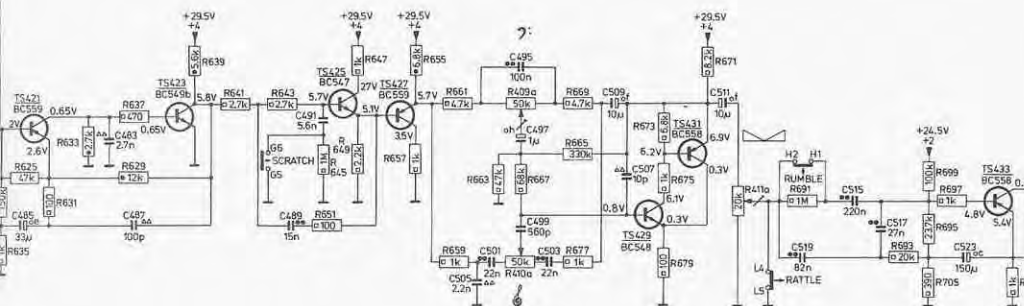 +29.5V
+4
R639
5.6k
TS423
BC549b
5.8V
TS421
BC559
0.65V
R637
470
0.65V
2V
2.6V
R633
2.7k
C483
2.7n
R625
47k
R629
12k
R631
100
C485
33µ
C487
100p
R635
R641
2.7k
R643
2.7k
+29.5V
+4
R647
1k
TS425
BC547
27V
5.7V
C491
5.6n
5.1V
G6
SCRATCH
G5
1M
R
645
R
649
2.2k
C489
15n
R651
100
+29.5V
+4
6.8k
R655
TS427
BC559
5.7V
3.5V
R657
1k
R661
4.7k
C495
100n
R409a
50k
R669
4.7k
C509
10µ
C497
1µ
R665
330k
R663
47k
R667
68k
C507
10p
C499
560p
0.8V
R659
1k
C501
22n
R410a
50k
C503
22n
R677
1k
C505
2.2n
+29.5V
+4
8.2k
R671
C511
10µ
R673
6.8k
TS431
BC558
6.9V
6.2V
0.3V
1k
R675
6.1V
0.3V
TS429
BC548
100
R679
R411a
20k
H2 H1
RUMBLE
R691
1M
C515
220n
C517
27n
C519
82n
R693
20k
L4
RATTLE
L5
+24.5V
+2
100k
R699
R697
1k
4.8V
TS433
BC558
5.4V
237k
R695
C523
150µ
390
R705
1k